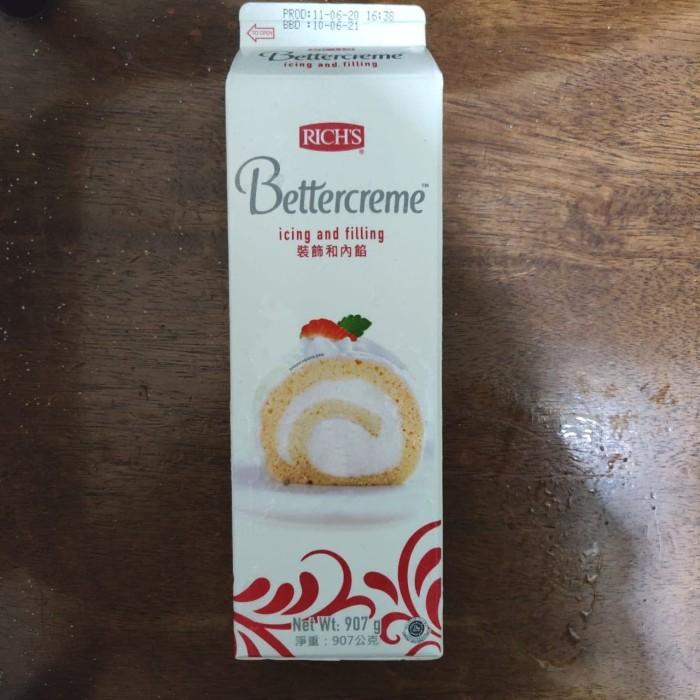 PROD:11-06-20 16:38
BBD :10-06-21
TO OPEN
Bettercreme
icing and filling
RICH'S®
Bettercreme™
icing and filling
裝飾和內餡
Net Wt: 907 g
淨重：907公克